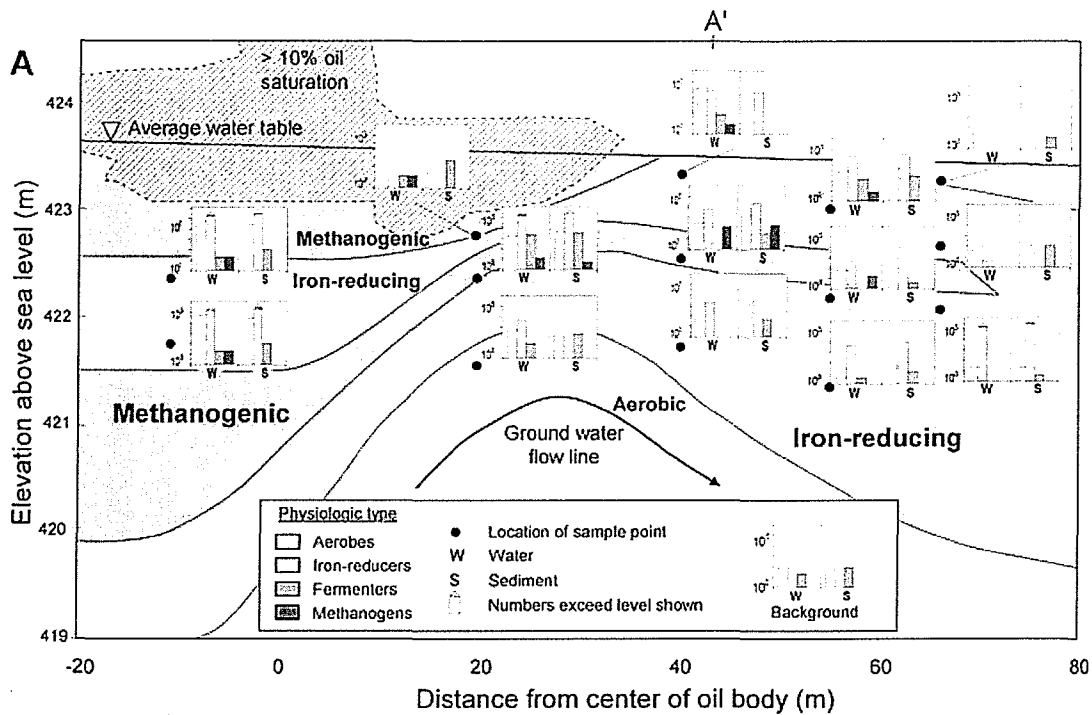 A'
A
> 10% oil
saturation
Average water table
Methanogenic
Iron-reducing
Methanogenic
Aerobic
Ground water
flow line
Iron-reducing
W S
W S
W S
W S
W S
W S
W S
W S
W S
W S
W S
W S
W S
W S
Physiologic type
Aerobes
Iron-reducers
Fermenters
Methanogens
Location of sample point
W Water
S Sediment
Numbers exceed level shown
W S
Background
Elevation above sea level (m)
424
423
422
421
420
419
-20 0 20 40 60 80
Distance from center of oil body (m)